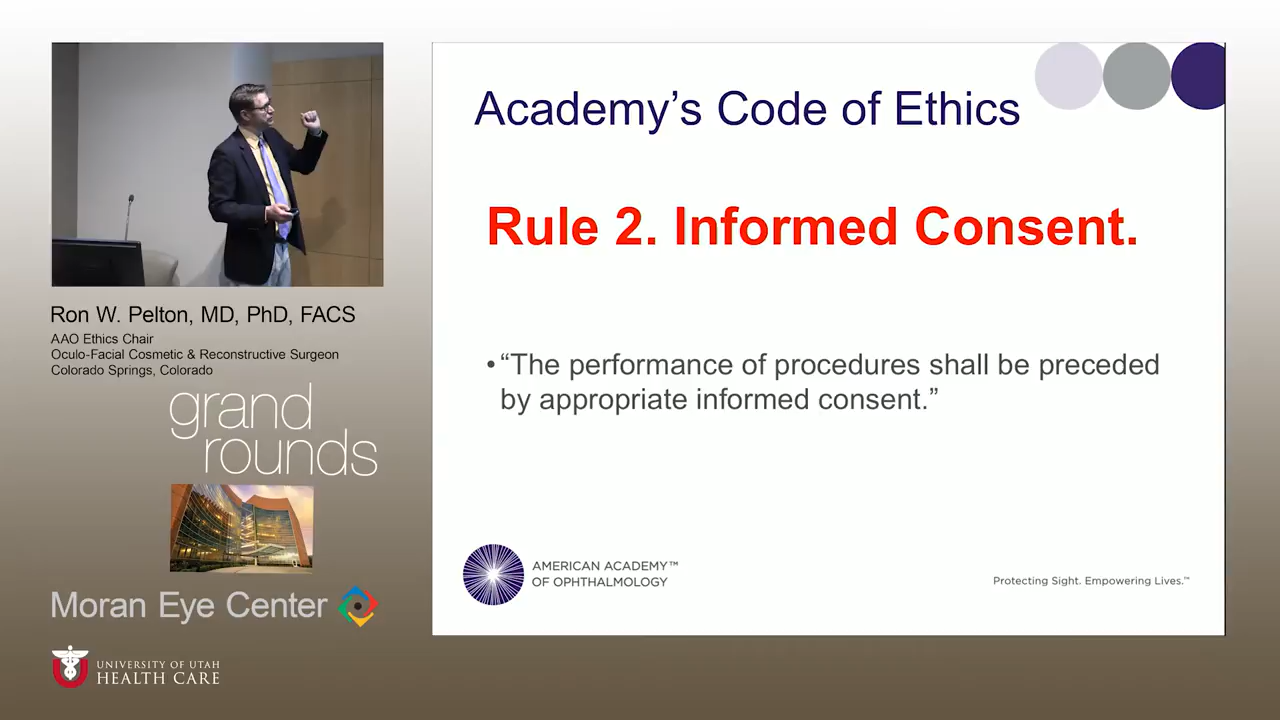 Ron W. Pelton, MD, PhD, FACS
AAO Ethics Chair
Oculo-Facial Cosmetic & Reconstructive Surgeon
Colorado Springs, Colorado
grand
rounds
Moran Eye Center
UNIVERSITY OF UTAH
HEALTH CARE
Academy’s Code of Ethics
Rule 2. Informed Consent.
•“The performance of procedures shall be preceded
by appropriate informed consent.”
AMERICAN ACADEMY™
OF OPHTHALMOLOGY
Protecting Sight. Empowering Lives.™